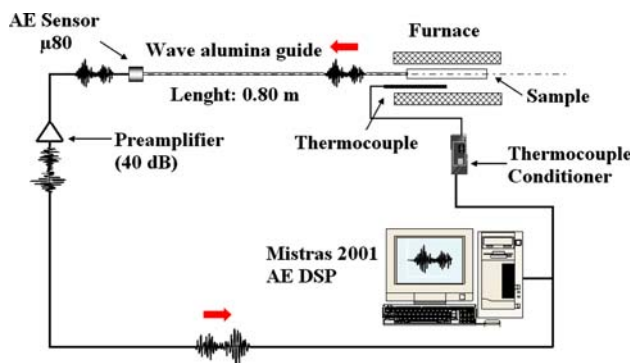 AE Sensor
μ80
Wave alumina guide
Lenght: 0.80 m
Furnace
Sample
Thermocouple
Preamplifier
(40 dB)
Thermocouple
Conditioner
Mistras 2001
AE DSP